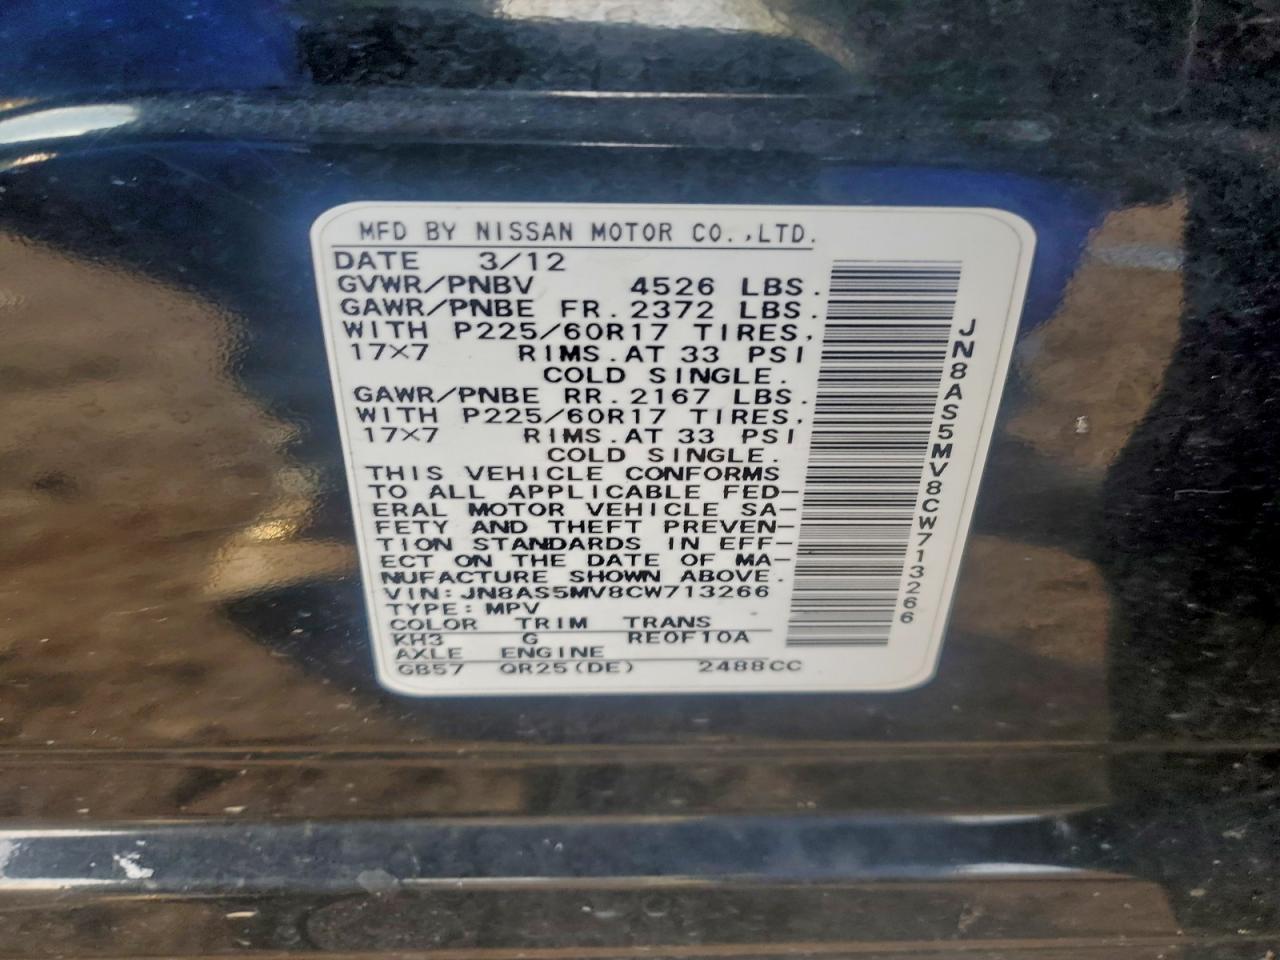 MFD BY NISSAN MOTOR CO.,LTD.
DATE 3/12
GVWR/PNBV 4526 LBS.
GAWR/PNBE FR. 2372 LBS.
WITH P225/60R17 TIRES,
17×7 RIMS. AT 33 PSI
COLD SINGLE.
GAWR/PNBE RR. 2167 LBS.
WITH P225/60R17 TIRES,
17×7 RIMS. AT 33 PSI
COLD SINGLE.
THIS VEHICLE CONFORMS
TO ALL APPLICABLE FED-
ERAL MOTOR VEHICLE SA-
FETY AND THEFT PREVEN-
TION STANDARDS IN EFF-
ECT ON THE DATE OF MA-
NUFACTURE SHOWN ABOVE.
VIN: JN8AS5MV8CW713266
TYPE: MPV
COLOR TRIM TRANS
KH3 G RE0F10A
AXLE ENGINE
GB57 QR25(DE) 2488CC
JN8AS5MV8CW713266